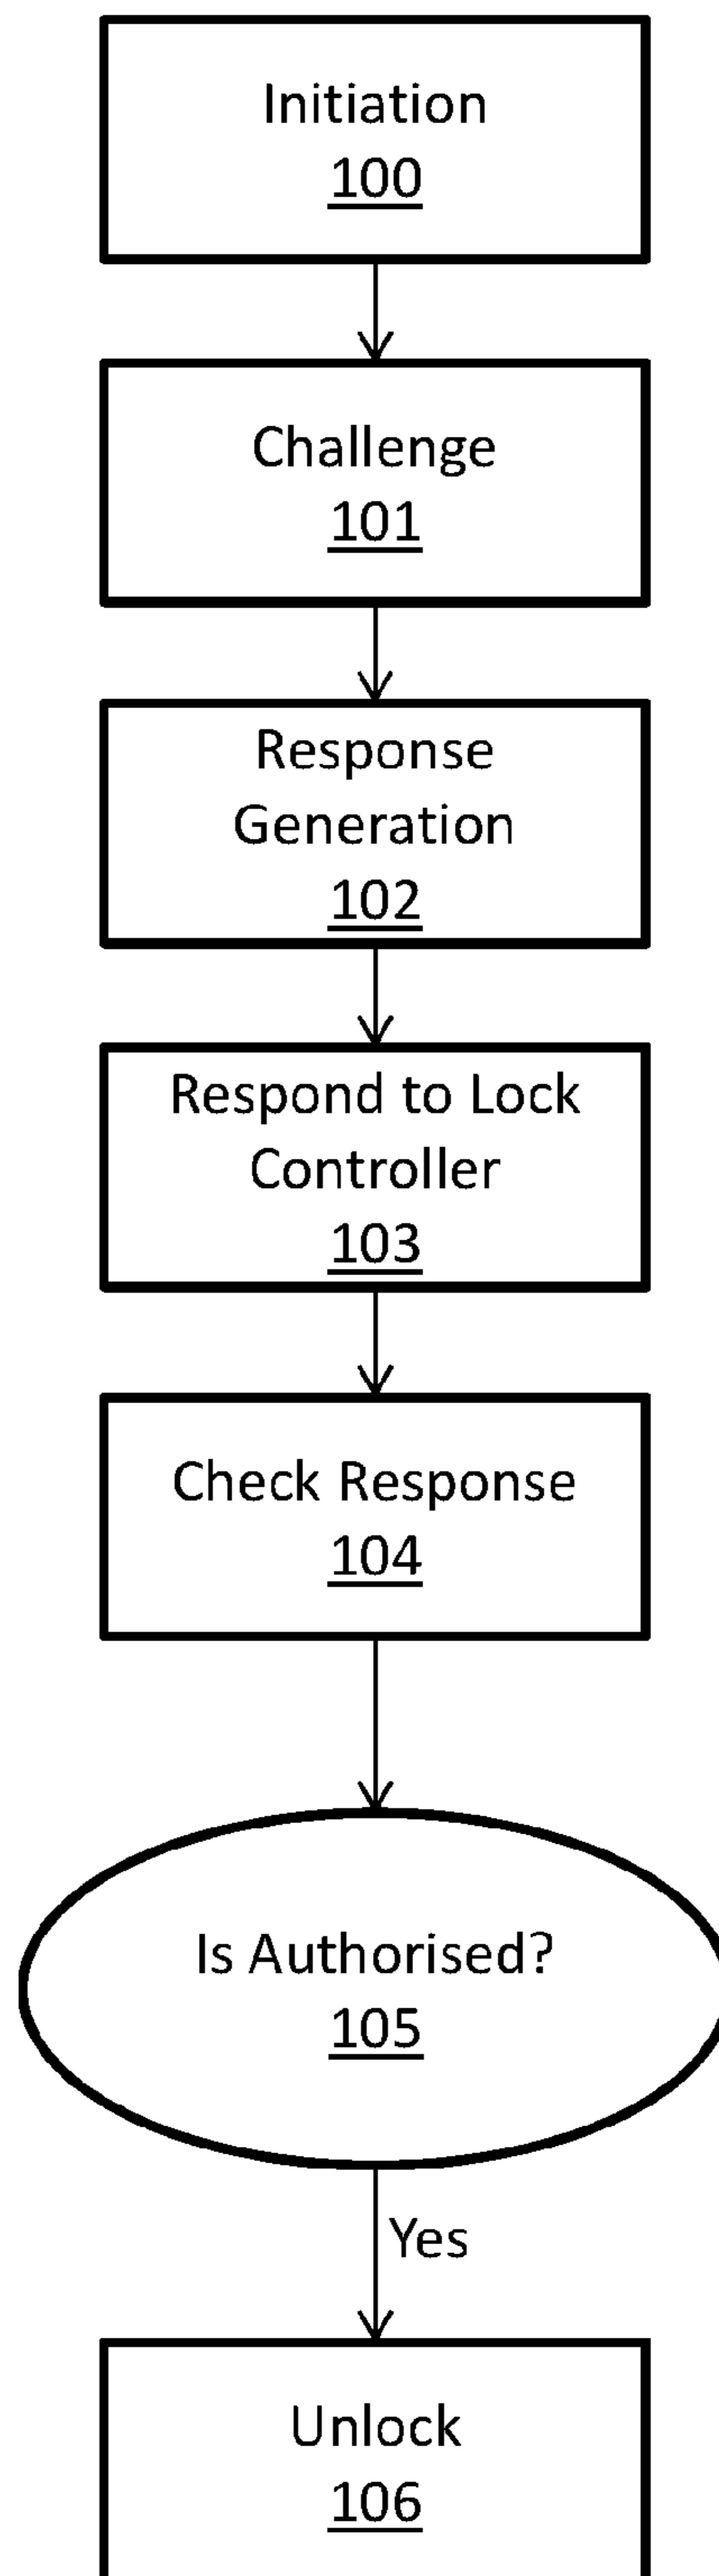 Initiation
100
Challenge
101
Response
Generation
102
Respond to Lock
Controller
103
Check Response
104
Is Authorised?
105
Yes
Unlock
106